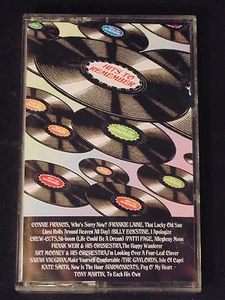 HITS TO
REMEMBER
CONNIE FRANCIS, Who's Sorry Now? /FRANKIE LAINE, That Lucky Old Sun
(Just Rolls Around Heaven All Day) /BILLY ECKSTINE, I Apologize
CREW-CUTS, Sh-boom (Life Could Be A Dream) /PATTI PAGE, Allegheny Moon
FRANK WEIR & HIS ORCHESTRA, The Happy Wanderer
ART MOONEY & HIS ORCHESTRA, I'm Looking Over A Four-Leaf Clover
SARAH VAUGHAN, Make Yourself Comfortable /THE GAYLORDS, Isle Of Capri
KATE SMITH, Now Is The Hour /HARMONICATS, Peg O' My Heart
TONY MARTIN, To Each His Own